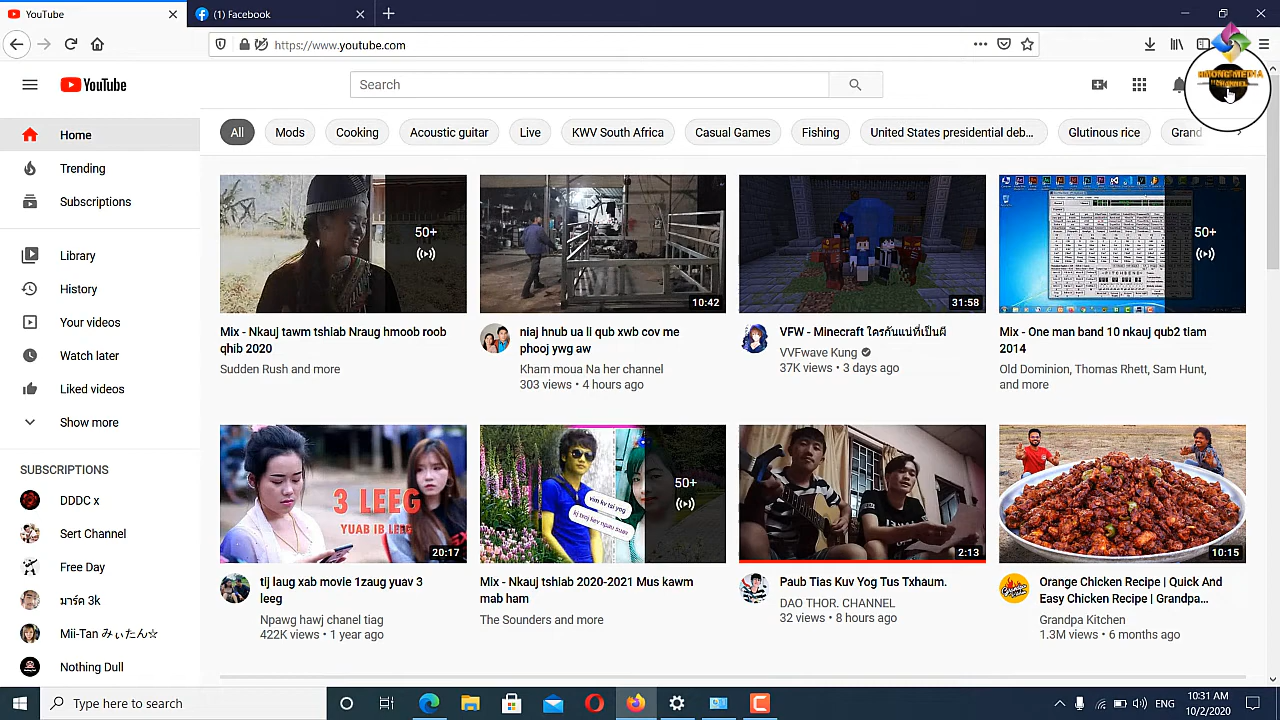 YouTube
(1) Facebook
https://www.youtube.com
YouTube
Search
HMONG MEDIA
CHANNEL
Home
Trending
Subscriptions
Library
History
Your videos
Watch later
Liked videos
Show more
SUBSCRIPTIONS
DDDC x
Sert Channel
Free Day
มาร์ค 3k
Mii-Tan みぃたん☆
Nothing Dull
All
Mods
Cooking
Acoustic guitar
Live
KWV South Africa
Casual Games
Fishing
United States presidential deb...
Glutinous rice
Grand
50+
10:42
31:58
50+
Mix - Nkauj tawm tshiab Nraug hmoob roob
qhib 2020
Sudden Rush and more
niaj hnub ua li qub xwb cov me
phooj ywg aw
Kham moua Na her channel
303 views • 4 hours ago
VFW - Minecraft ใครกันแน่ที่เป็นผี
VVFwave Kung
37K views • 3 days ago
Mix - One man band 10 nkauj qub2 tiam
2014
Old Dominion, Thomas Rhett, Sam Hunt,
and more
3 LEEG
YUAB IB LEEG
20:17
50+
2:13
10:15
tij laug xab movie 1zaug yuav 3
leeg
Npawg hawj chanel tiag
422K views • 1 year ago
Mix - Nkauj tshiab 2020-2021 Mus kawm
mab ham
The Sounders and more
Paub Tias Kuv Yog Tus Txhaum.
DAO THOR. CHANNEL
32 views • 8 hours ago
Orange Chicken Recipe | Quick And
Easy Chicken Recipe | Grandpa...
Grandpa Kitchen
1.3M views • 6 months ago
Type here to search
ENG
10:31 AM
10/2/2020